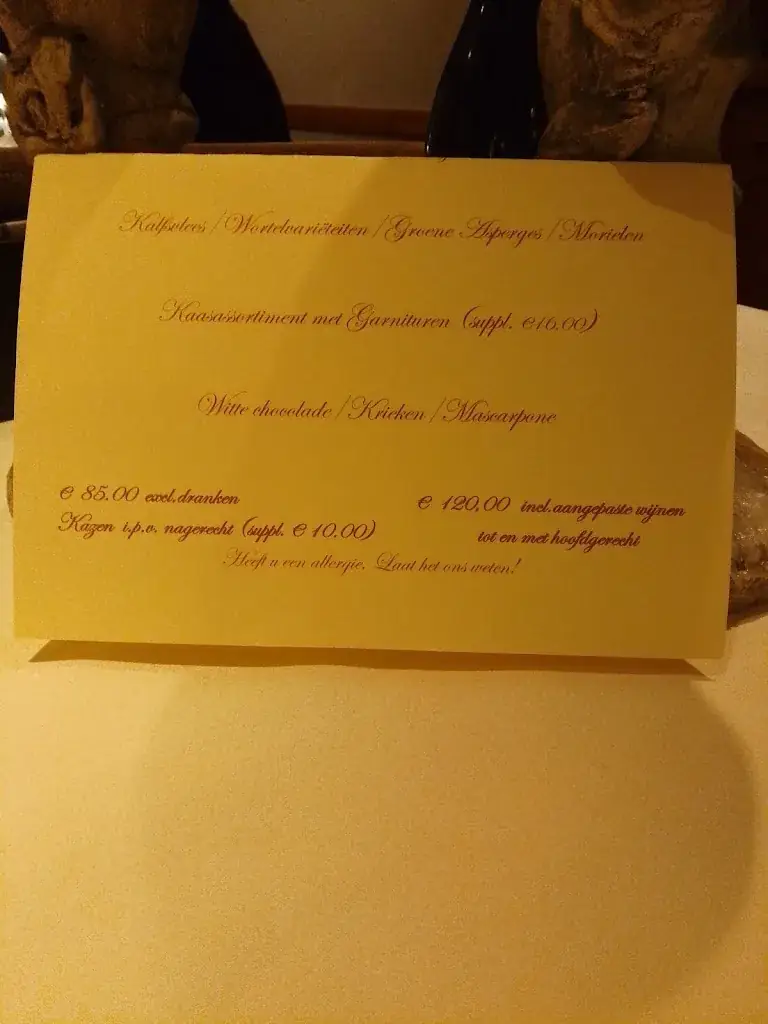 Kalfsvlees / Wortelvariëteiten / Groene Asperges / Morielen
Kaasassortiment met Garnituren (suppl. €16.00)
Witte chocolade / Krieken / Mascarpone
€ 85.00 excl.dranken
Kazen i.p.v. nagerecht (suppl. € 10.00)
€ 120.00 incl.aangepaste wijnen
tot en met hoofdgerecht
Heeft u een allergie. Laat het ons weten!